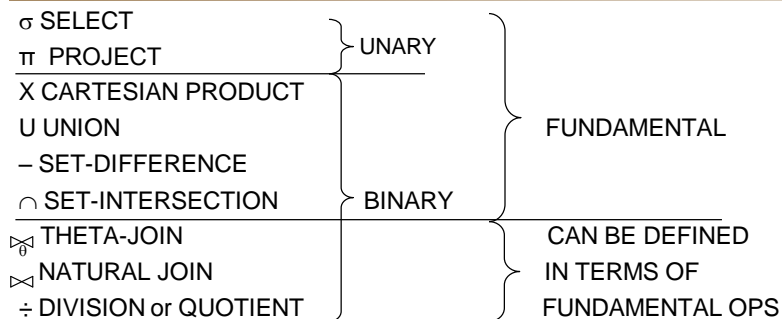 σ SELECT
π PROJECT
UNARY
X CARTESIAN PRODUCT
U UNION
– SET-DIFFERENCE
∩ SET-INTERSECTION
BINARY
FUNDAMENTAL
⋈θ THETA-JOIN
⋈ NATURAL JOIN
÷ DIVISION or QUOTIENT
CAN BE DEFINED
IN TERMS OF
FUNDAMENTAL OPS